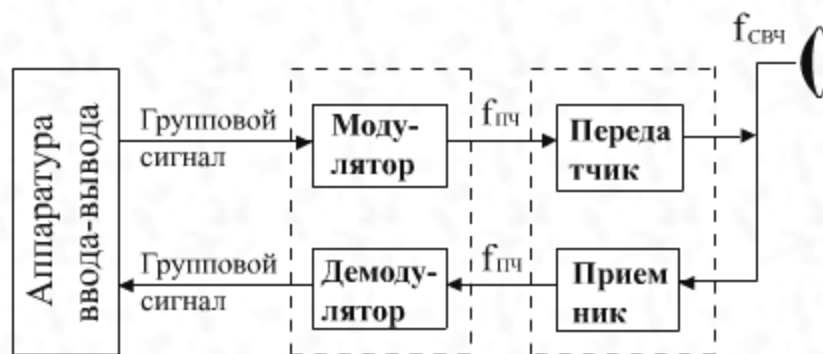 Аппаратура
ввода-вывода
Групповой
сигнал
Моду-
лятор
fпч
Переда
тчик
fСВЧ
Групповой
сигнал
Демоду-
лятор
fпч
Прием
ник